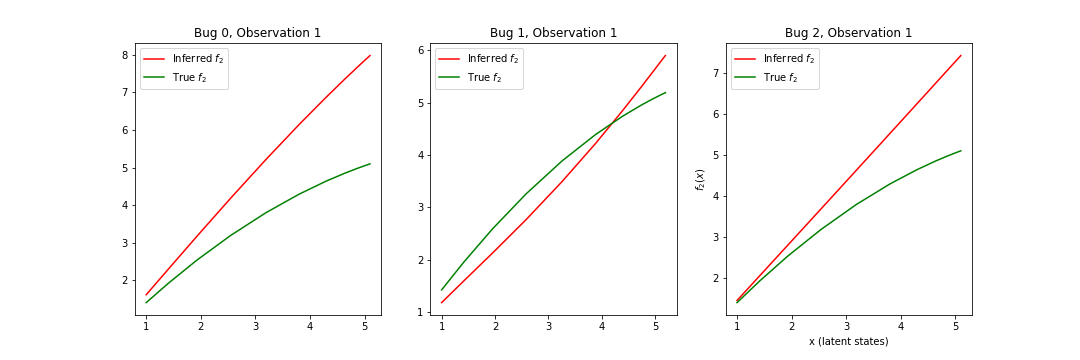 Bug 0, Observation 1
Inferred f₂
True f₂
8
7
6
5
4
3
2
1 2 3 4 5
Bug 1, Observation 1
Inferred f₂
True f₂
6
5
4
3
2
1
1 2 3 4 5
Bug 2, Observation 1
Inferred f₂
True f₂
f₂(x)
7
6
5
4
3
2
1 2 3 4 5
x (latent states)